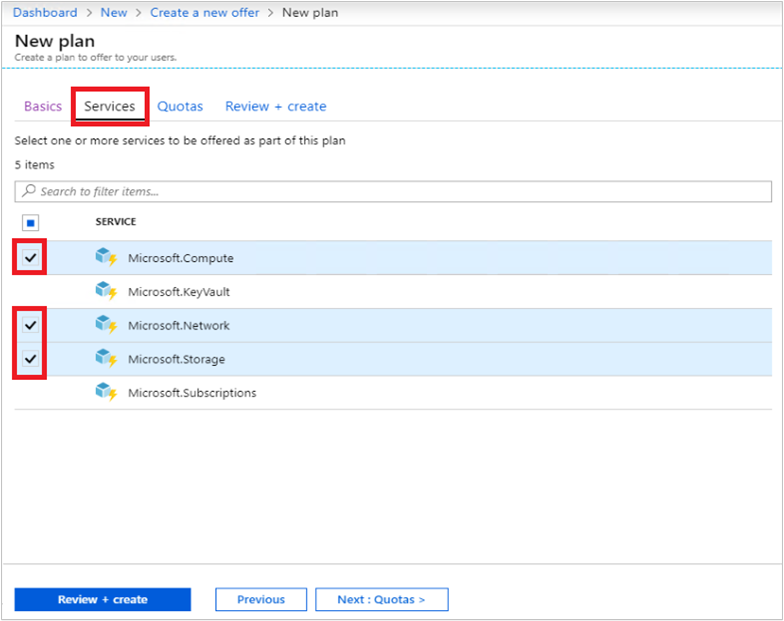 Dashboard > New > Create a new offer > New plan
New plan
Create a plan to offer to your users.
Basics Services Quotas Review + create
Select one or more services to be offered as part of this plan
5 items
Search to filter items...
SERVICE
Microsoft.Compute
Microsoft.KeyVault
Microsoft.Network
Microsoft.Storage
Microsoft.Subscriptions
Review + create Previous Next : Quotas >